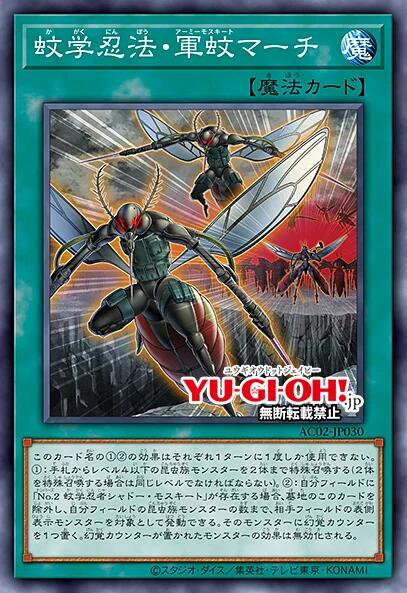 蚊学忍法・軍蚊マーチ
魔
【魔法カード】
ユウギオウドットジェイピー
YU-GI-OH!.jp
無断転載禁止
AC02-JP030
このカード名の①②の効果はそれぞれ1ターンに1度しか使用できない。
①：手札からレベル4以下の昆虫族モンスターを2体まで特殊召喚する(2体
を特殊召喚する場合は同じレベルでなければならない)。②：自分フィールドに
「No.2 蚊学忍者シャドー・モスキート」が存在する場合、墓地のこのカードを
除外し、自分フィールドの昆虫族モンスターの数まで、相手フィールドの表側
表示モンスターを対象として発動できる。そのモンスターに幻覚カウンター
を1つ置く。幻覚カウンターが置かれたモンスターの効果は無効化される。
©スタジオ・ダイス／集英社・テレビ東京・KONAMI